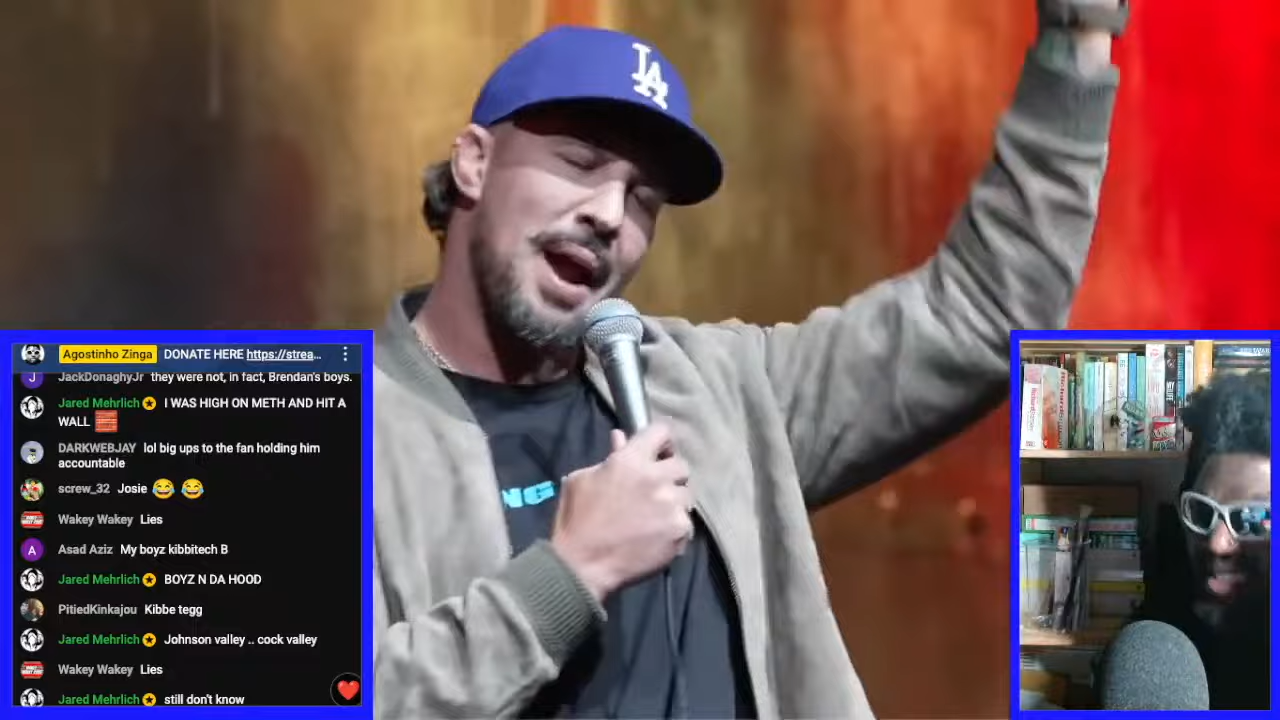 LA
Agostinho Zinga DONATE HERE https://strea...
JackDonaghyJr they were not, in fact, Brendan's boys.
Jared Mehrlich I WAS HIGH ON METH AND HIT A
WALL
DARKWEBJAY lol big ups to the fan holding him
accountable
screw_32 Josie 😂 😂
Wakey Wakey Lies
A Asad Aziz My boyz kibbitech B
Jared Mehrlich BOYZ N DA HOOD
PitiedKinkajou Kibbe tegg
Jared Mehrlich Johnson valley .. cock valley
Wakey Wakey Lies
Jared Mehrlich still don't know
NG